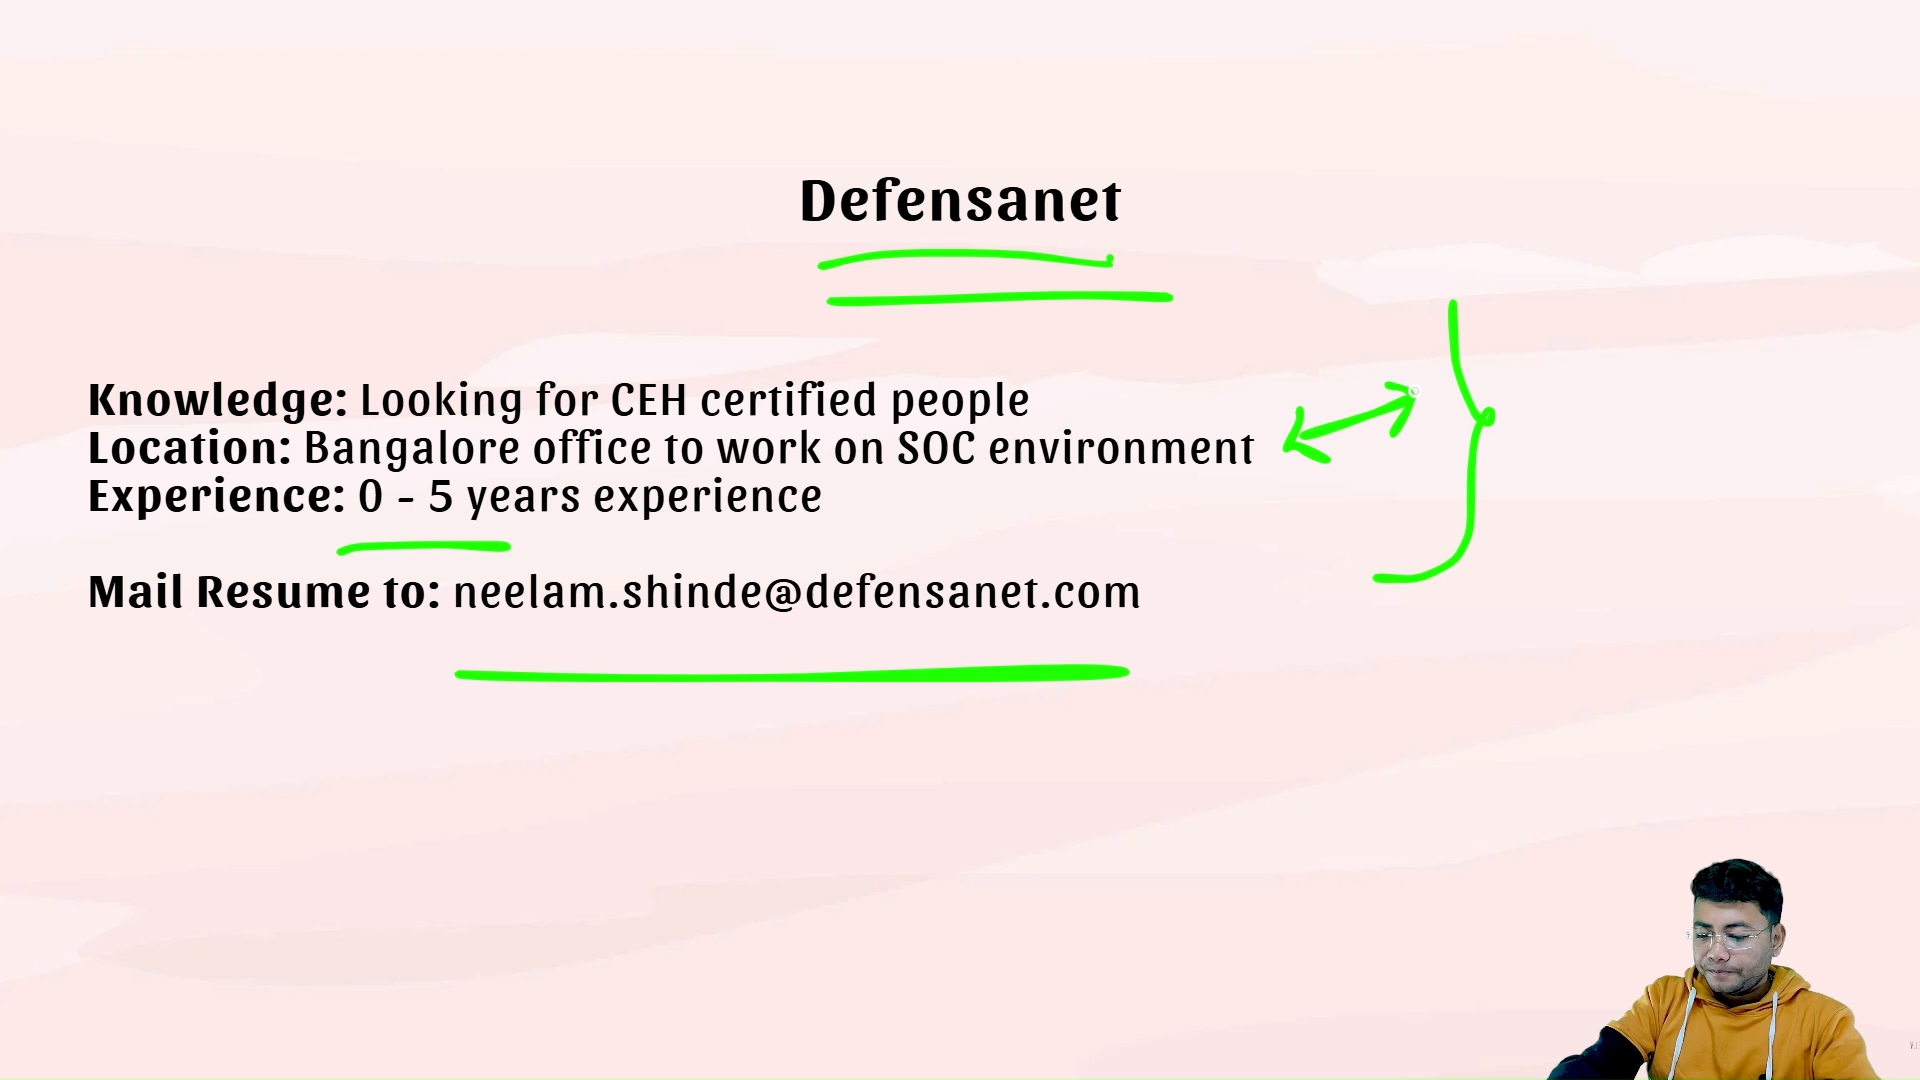 Defensanet
Knowledge: Looking for CEH certified people
Location: Bangalore office to work on SOC environment
Experience: 0 - 5 years experience
Mail Resume to: neelam.shinde@defensanet.com